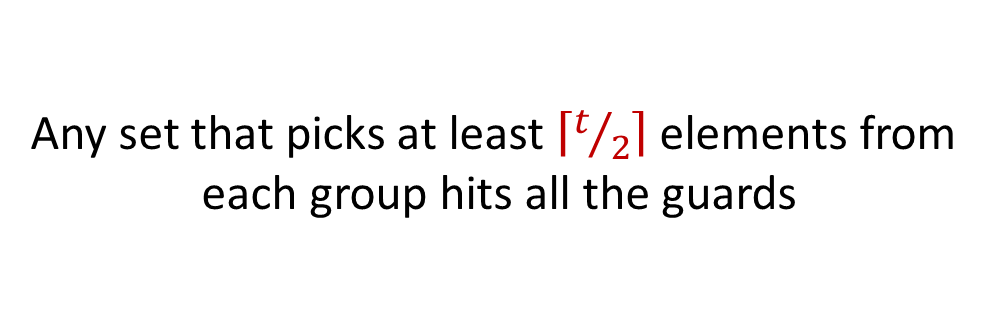 Any set that picks at least ⌈t/2⌉ elements from
each group hits all the guards